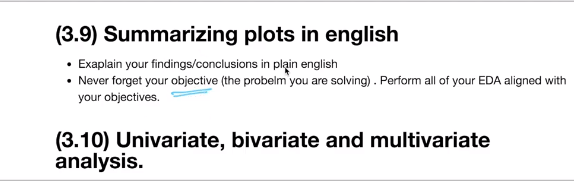 (3.9) Summarizing plots in english
Exaplain your findings/conclusions in plain english
Never forget your objective (the probelm you are solving) . Perform all of your EDA aligned with
your objectives.
(3.10) Univariate, bivariate and multivariate
analysis.